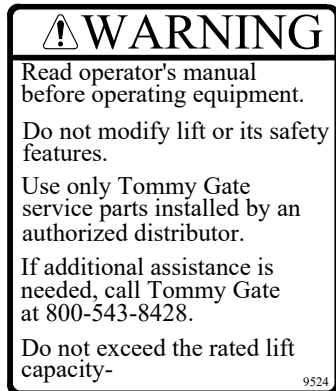 WARNING
Read operator's manual
before operating equipment.
Do not modify lift or its safety
features.
Use only Tommy Gate
service parts installed by an
authorized distributor.
If additional assistance is
needed, call Tommy Gate
at 800-543-8428.
Do not exceed the rated lift
capacity-
9524